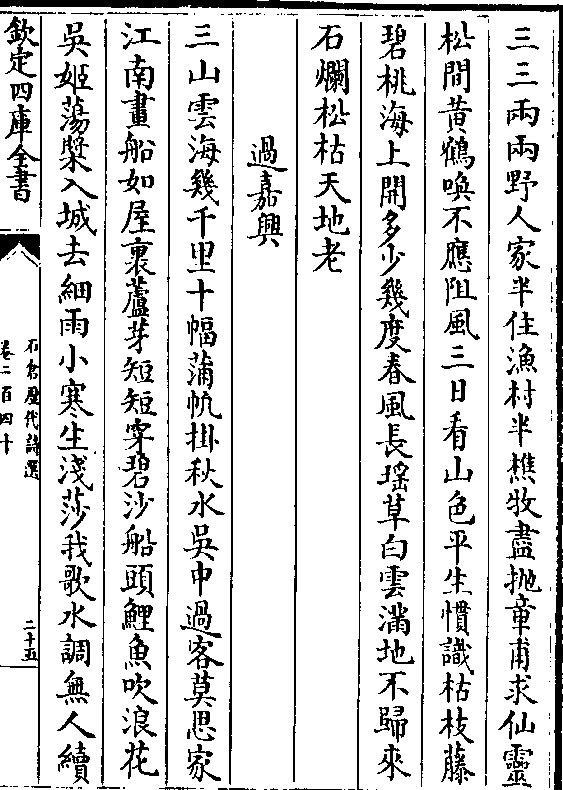 三三兩兩野人家半住漁村半樵牧盡抛章甫求仙靈
松間黄鶴喚不應阻風三日看山色平生慣識枯枝藤
碧桃海上開多少幾度春風長瑶草白雲滿地不歸來
石爛松枯天地老
過嘉興
三山雲海幾千里十幅蒲帆掛秋水吳中過客莫思家
江南畫船如屋裏蘆芽短短穿碧沙船頭鯉魚吹浪花
吳姬蕩槳入城去細雨小寒生淺莎我歌水調無人續
欽定四庫全書
石倉歷代詩選
卷二百四十
二十五